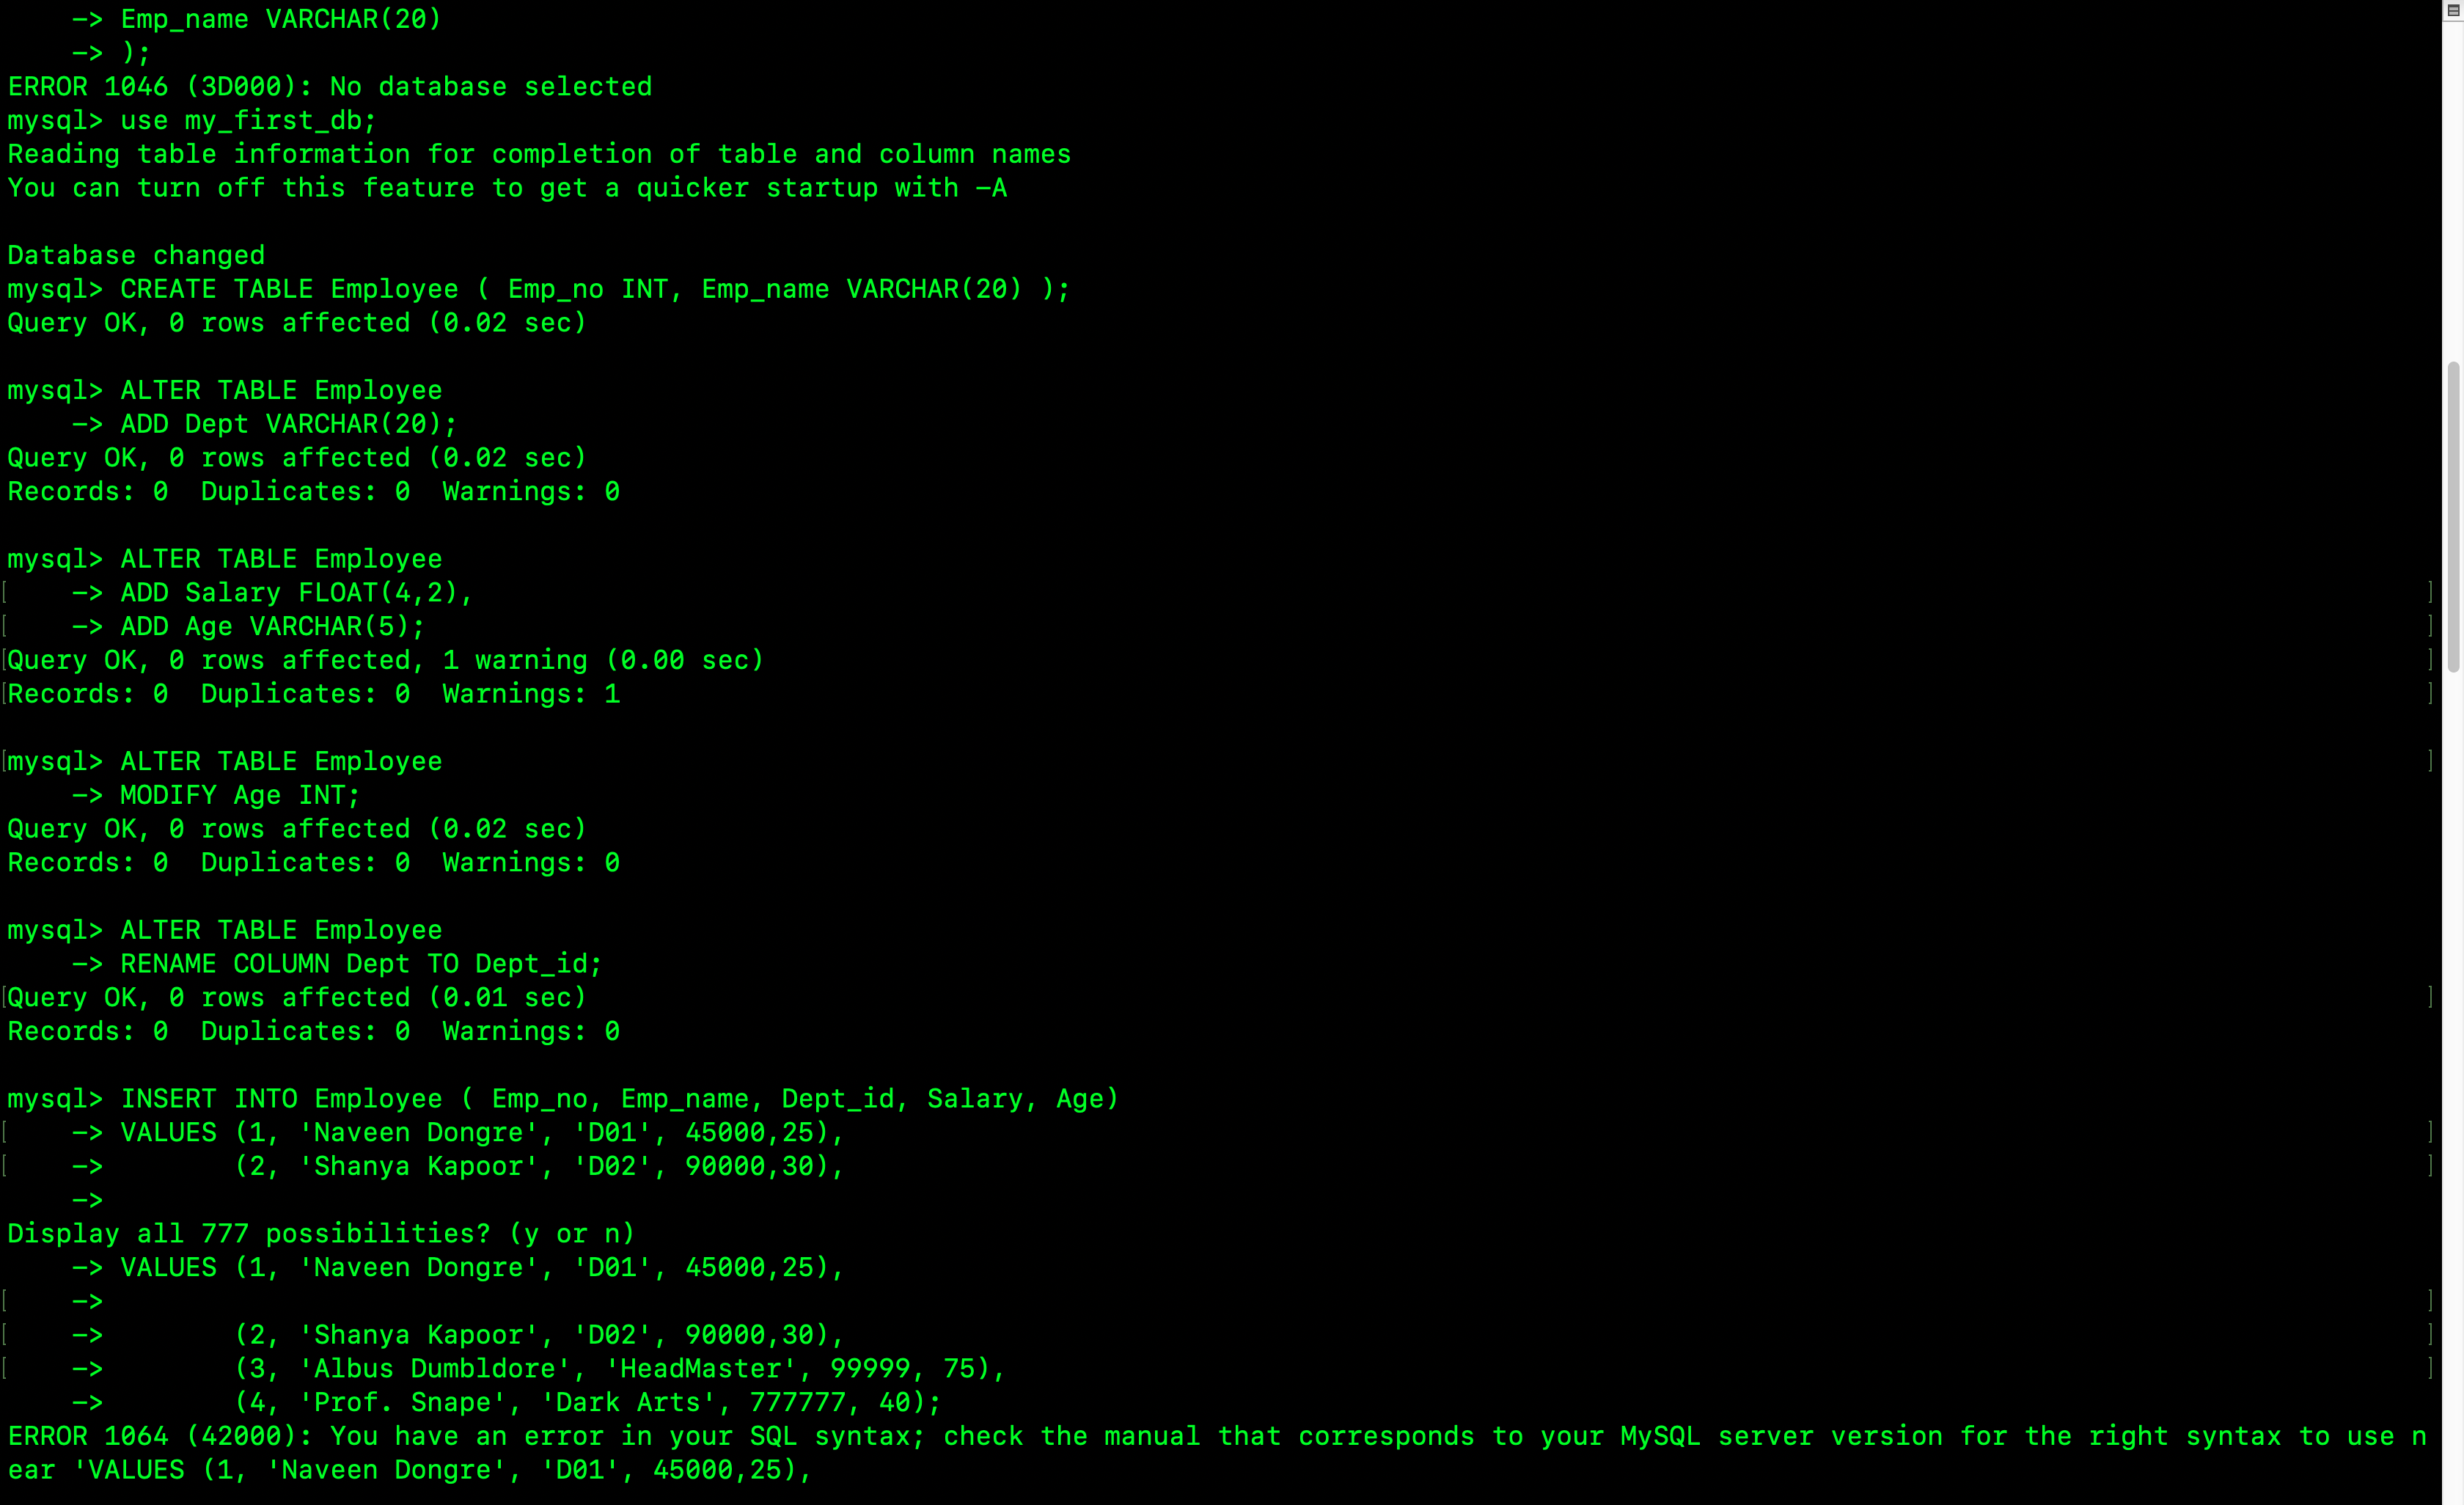 -> Emp_name VARCHAR(20)
    -> );
ERROR 1046 (3D000): No database selected
mysql> use my_first_db;
Reading table information for completion of table and column names
You can turn off this feature to get a quicker startup with -A

Database changed
mysql> CREATE TABLE Employee ( Emp_no INT, Emp_name VARCHAR(20) );
Query OK, 0 rows affected (0.02 sec)

mysql> ALTER TABLE Employee
    -> ADD Dept VARCHAR(20);
Query OK, 0 rows affected (0.02 sec)
Records: 0  Duplicates: 0  Warnings: 0

mysql> ALTER TABLE Employee
[    -> ADD Salary FLOAT(4,2), ]
[    -> ADD Age VARCHAR(5); ]
[Query OK, 0 rows affected, 1 warning (0.00 sec) ]
[Records: 0  Duplicates: 0  Warnings: 1 ]

[mysql> ALTER TABLE Employee ]
    -> MODIFY Age INT;
Query OK, 0 rows affected (0.02 sec)
Records: 0  Duplicates: 0  Warnings: 0

mysql> ALTER TABLE Employee
    -> RENAME COLUMN Dept TO Dept_id;
[Query OK, 0 rows affected (0.01 sec) ]
Records: 0  Duplicates: 0  Warnings: 0

mysql> INSERT INTO Employee ( Emp_no, Emp_name, Dept_id, Salary, Age)
[    -> VALUES (1, 'Naveen Dongre', 'D01', 45000,25), ]
[    ->        (2, 'Shanya Kapoor', 'D02', 90000,30), ]
    ->
Display all 777 possibilities? (y or n)
    -> VALUES (1, 'Naveen Dongre', 'D01', 45000,25),
[    -> ]
[    ->        (2, 'Shanya Kapoor', 'D02', 90000,30), ]
[    ->        (3, 'Albus Dumbldore', 'HeadMaster', 99999, 75), ]
    ->        (4, 'Prof. Snape', 'Dark Arts', 777777, 40);
ERROR 1064 (42000): You have an error in your SQL syntax; check the manual that corresponds to your MySQL server version for the right syntax to use n
ear 'VALUES (1, 'Naveen Dongre', 'D01', 45000,25),